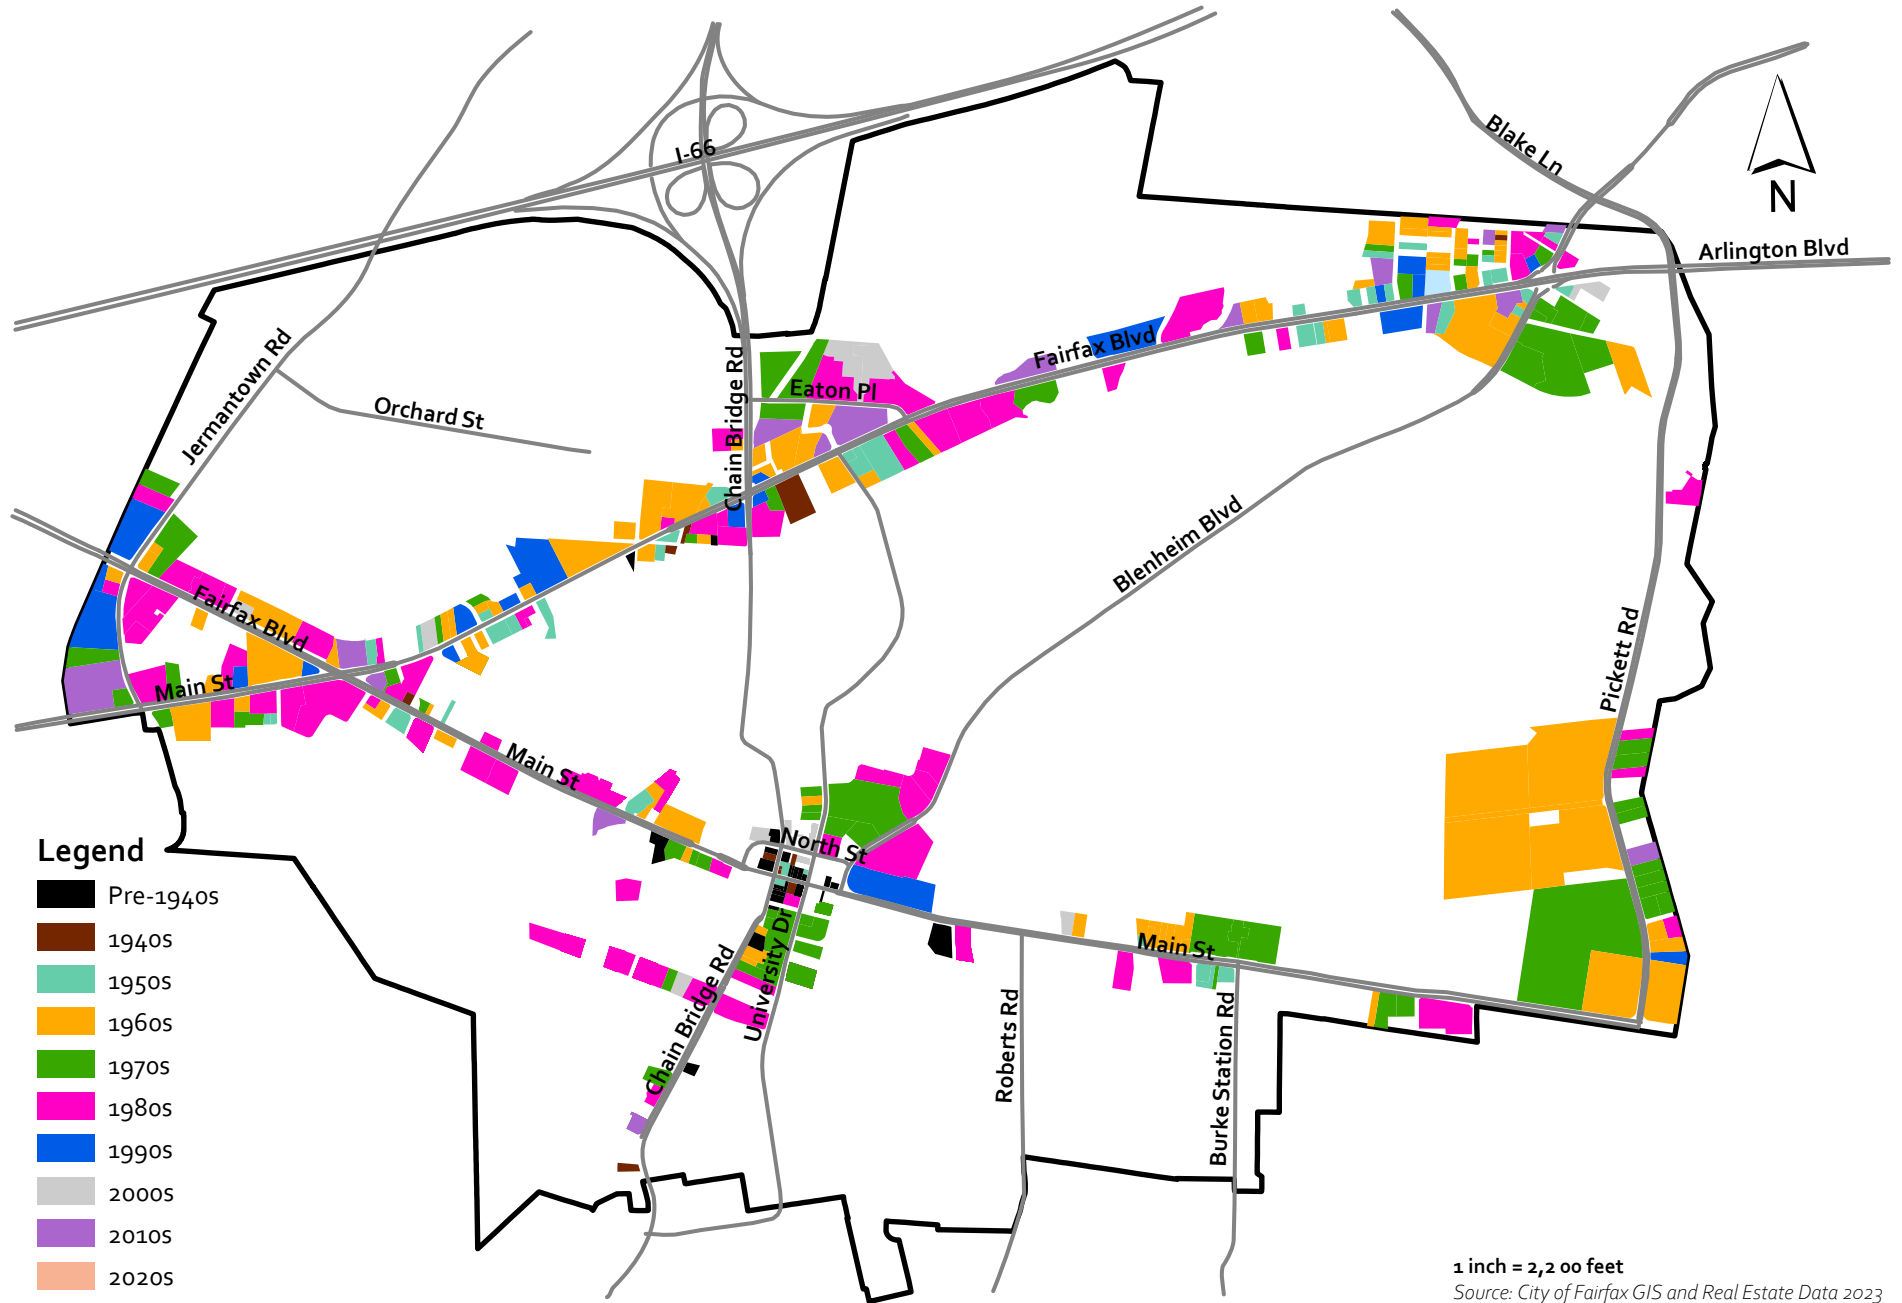 Blake Ln
I-66
N
Arlington Blvd
Fairfax Blvd
Jermantown Rd
Chain Bridge Rd
Eaton Pl
Orchard St
Blenheim Blvd
Fairfax Blvd
Pickett Rd
Main St
Main St
North St
Legend
Pre-1940s
1940s
1950s
1960s
1970s
1980s
1990s
2000s
2010s
2020s
University Dr
Main St
Chain Bridge Rd
Roberts Rd
Burke Station Rd
1 inch = 2,2 00 feet
Source: City of Fairfax GIS and Real Estate Data 2023